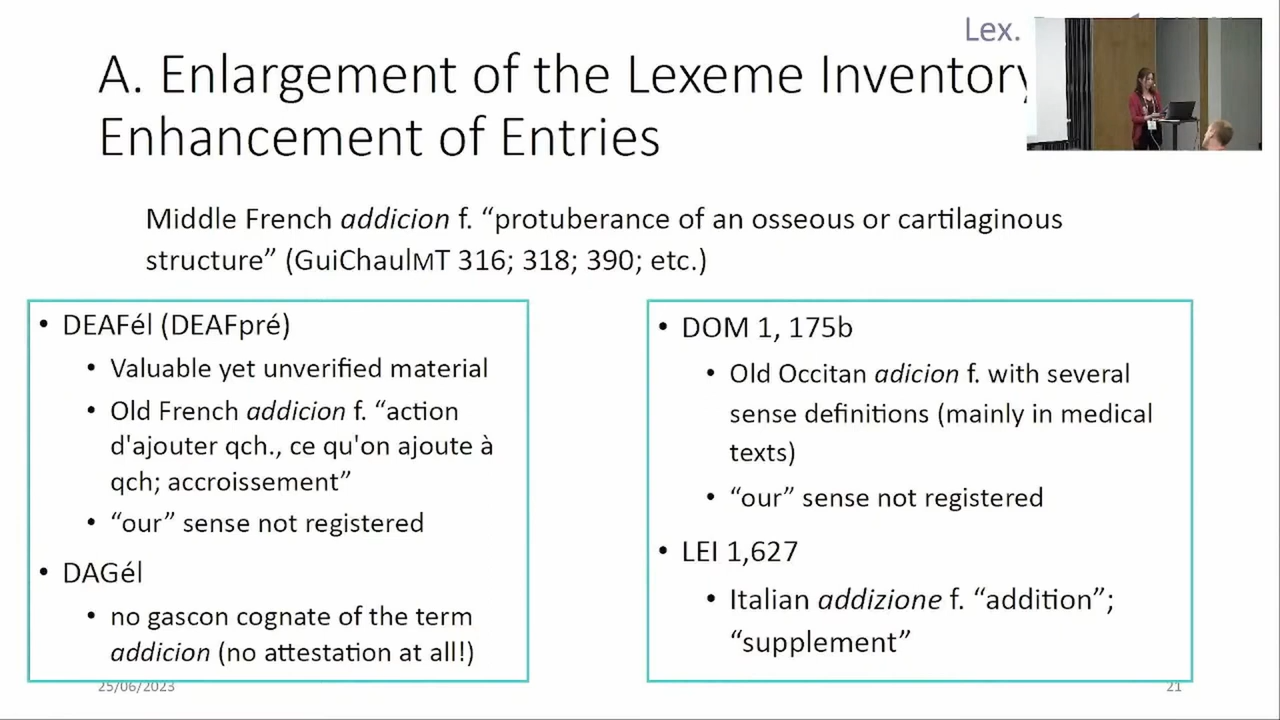 Lex.
A. Enlargement of the Lexeme Inventory
Enhancement of Entries
Middle French addicion f. “protuberance of an osseous or cartilaginous
structure” (GuiChaulMT 316; 318; 390; etc.)
• DEAFél (DEAFpré)
• Valuable yet unverified material
• Old French addicion f. “action
d'ajouter qch., ce qu'on ajoute à
qch; accroissement”
• “our” sense not registered
• DAGél
• no gascon cognate of the term
addicion (no attestation at all!)
• DOM 1, 175b
• Old Occitan adicion f. with several
sense definitions (mainly in medical
texts)
• “our” sense not registered
• LEI 1,627
• Italian addizione f. “addition”;
“supplement”
25/06/2023
21